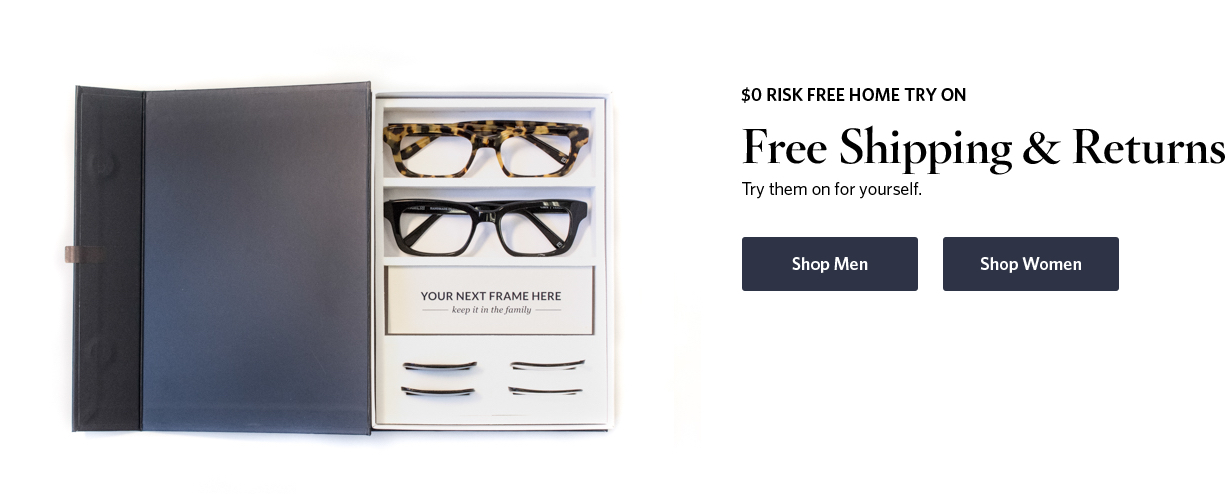 $0 RISK FREE HOME TRY ON
Free Shipping & Returns
Try them on for yourself.
Shop Men
Shop Women
YOUR NEXT FRAME HERE
keep it in the family